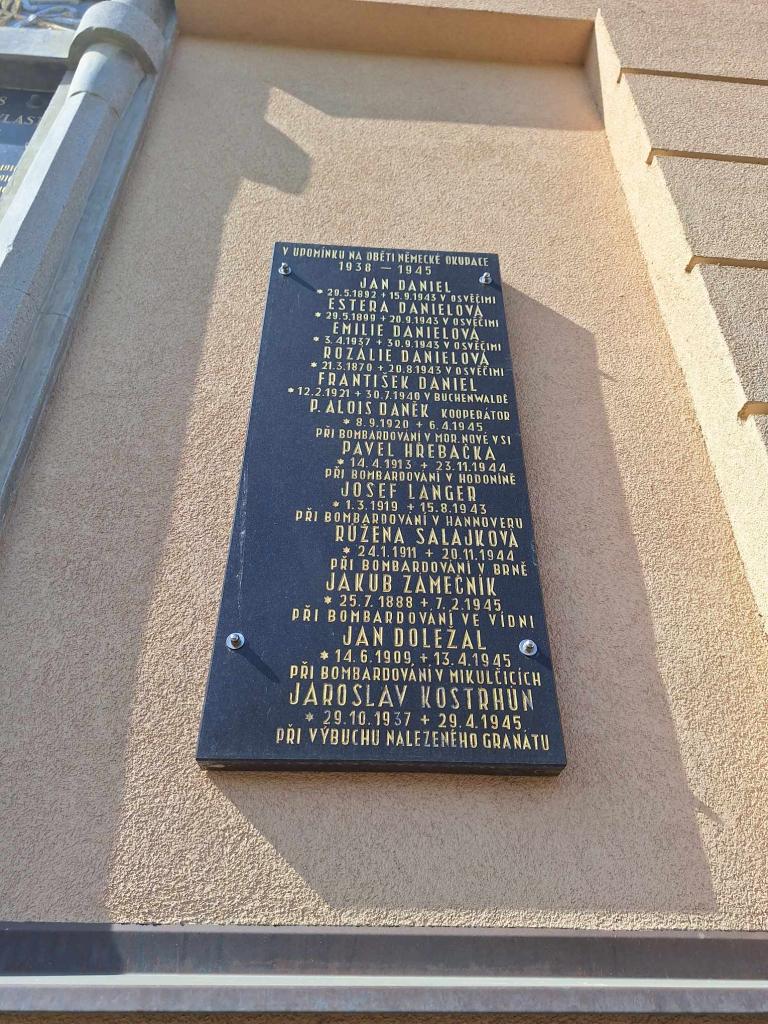 V UPOMÍNKU NA OBĚTI NĚMECKÉ OKUPACE
1938 – 1945
JAN DANIEL
* 29.5.1892 + 15.9.1943 V OSVĚČIMI
ESTERA DANIELOVÁ
* 29.5.1899 + 20.9.1943 V OSVĚČIMI
EMILIE DANIELOVÁ
* 3.4.1937 + 30.9.1943 V OSVĚČIMI
ROZÁLIE DANIELOVÁ
* 21.3.1870 + 20.8.1943 V OSVĚČIMI
FRANTIŠEK DANIEL
* 12.2.1921 + 30.7.1940 V BUCHENWALDĚ
P. ALOIS DANĚK KOOPERÁTOR
* 8.9.1920 + 6.4.1945
PŘI BOMBARDOVÁNÍ V MOR. NOVÉ VSI
PAVEL HŘEBAČKA
* 14.4.1913 + 23.11.1944
PŘI BOMBARDOVÁNÍ V HODONÍNĚ
JOSEF LANGER
* 1.3.1919 + 15.8.1943
PŘI BOMBARDOVÁNÍ V HANNOVERU
RŮŽENA SALAJKOVÁ
* 24.1.1911 + 20.11.1944
PŘI BOMBARDOVÁNÍ V BRNĚ
JAKUB ZÁMEČNÍK
* 25.7.1888 + 7.2.1945
PŘI BOMBARDOVÁNÍ VE VÍDNI
JAN DOLEŽAL
* 14.6.1909 + 13.4.1945
PŘI BOMBARDOVÁNÍ V MIKULČICÍCH
JAROSLAV KOSTRHŮN
* 29.10.1937 + 29.4.1945
PŘI VÝBUCHU NALEZENÉHO GRANÁTU